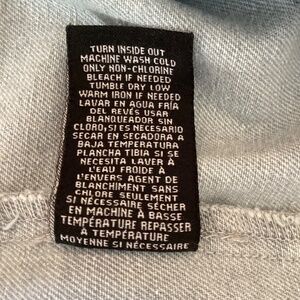 TURN INSIDE OUT
MACHINE WASH COLD
ONLY NON-CHLORINE
BLEACH IF NEEDED
TUMBLE DRY LOW
WARM IRON IF NEEDED
LAVAR EN AGUA FRÍA
DEL REVÉS USAR
BLANQUEADOR SIN
CLORO, SI ES NECESARIO
SECAR EN SECADORA A
BAJA TEMPERATURA
PLANCHA TIBIA SI SE
NECESITA LAVER À
L'EAU FROIDE À
L'ENVERS AGENT DE
BLANCHIMENT SANS
CHLORE SEULEMENT
SI NÉCESSAIRE SÉCHER
EN MACHINE À BASSE
TEMPÉRATURE REPASSER
À TEMPÉRATURE
MOYENNE SI NÉCESSAIRE